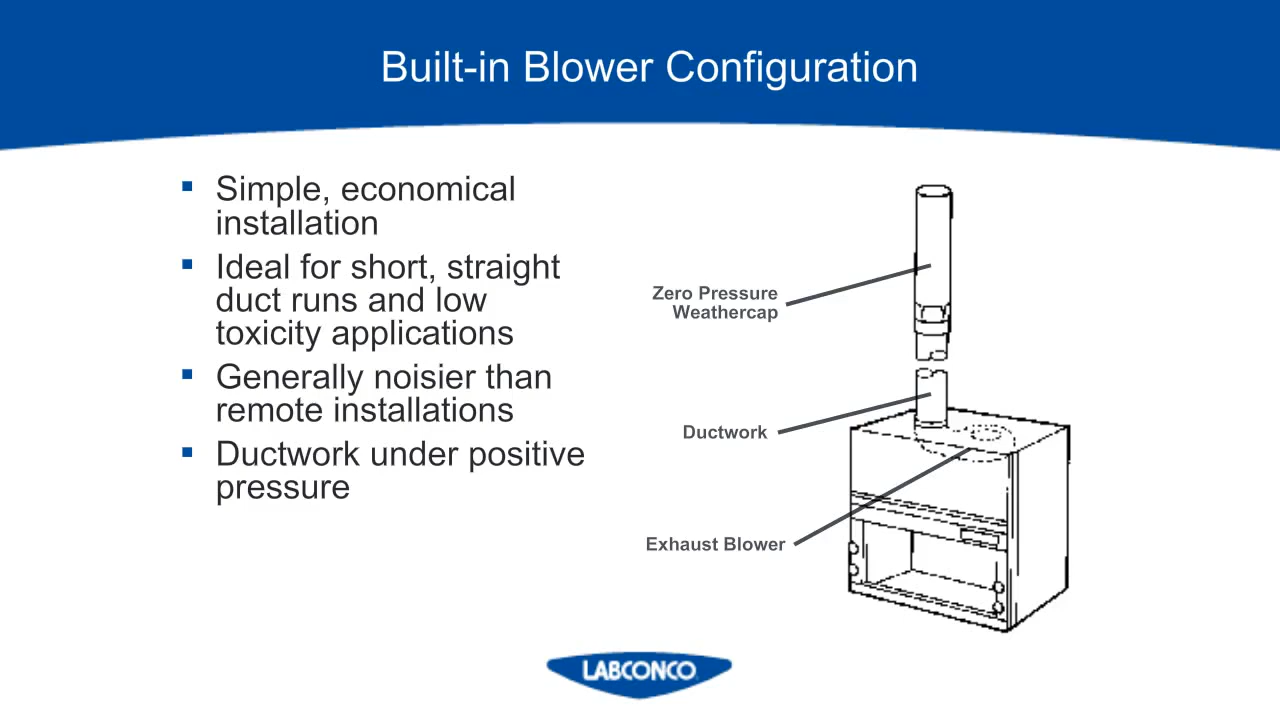 Built-in Blower Configuration
▪ Simple, economical
installation
▪ Ideal for short, straight
duct runs and low
toxicity applications
▪ Generally noisier than
remote installations
▪ Ductwork under positive
pressure
Zero Pressure
Weathercap
Ductwork
Exhaust Blower
LABCONCO